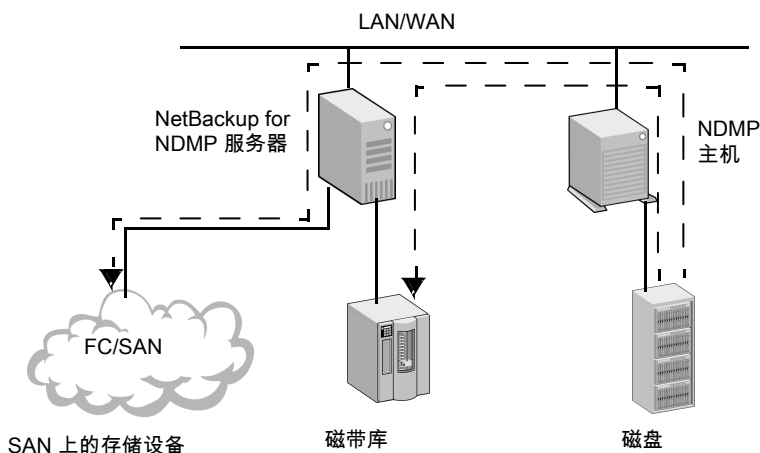 LAN/WAN
NetBackup for
NDMP 服务器
NDMP
主机
FC/SAN
SAN 上的存储设备
磁带库
磁盘